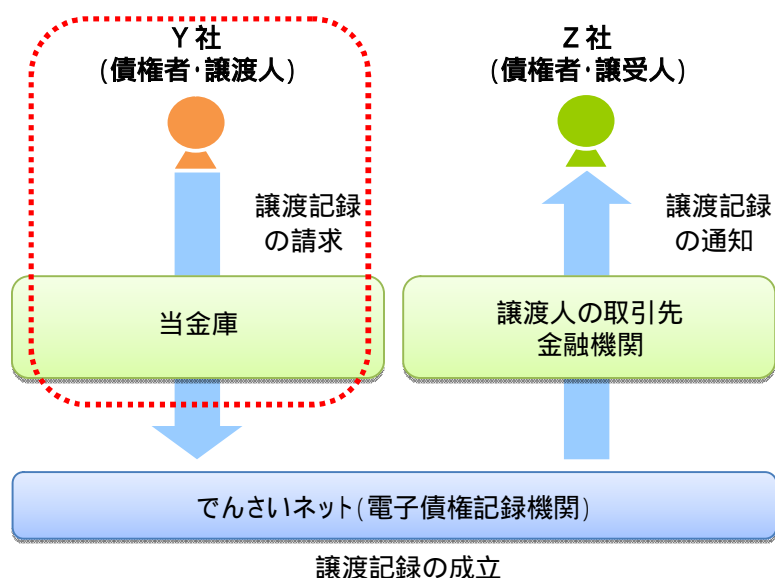 Y社
(債権者・譲渡人)
Z社
(債権者・譲受人)
譲渡記録
の請求
譲渡記録
の通知
当金庫
譲渡人の取引先
金融機関
でんさいネット(電子債権記録機関)
譲渡記録の成立